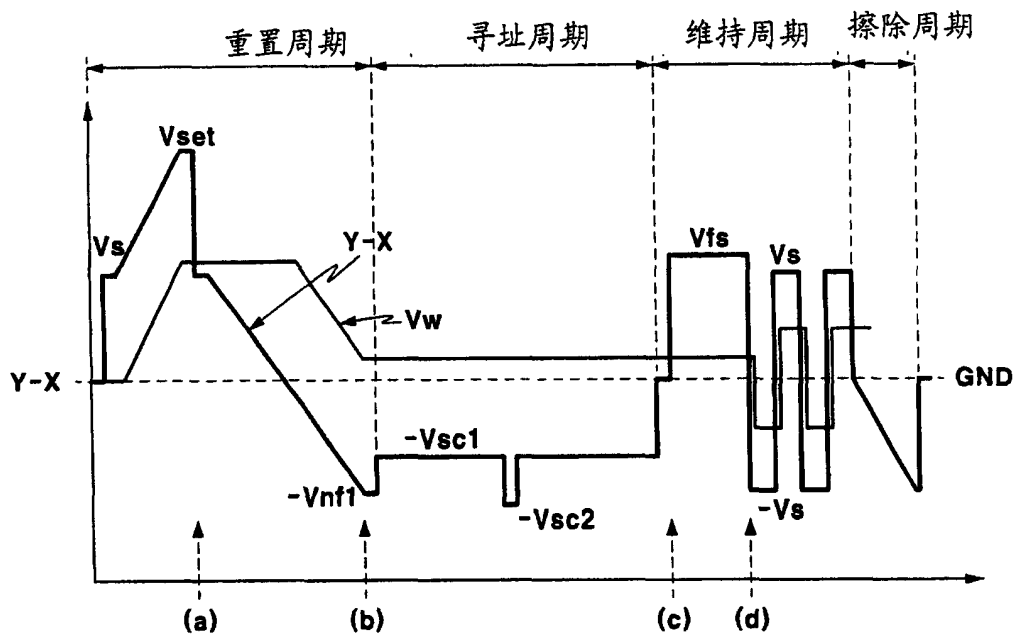 重置周期 寻址周期 维持周期 擦除周期
Vset
Vs
Y-X
Vfs
Vs
Vw
Y-X
GND
-Vsc1
-Vnf1
-Vsc2
-Vs
(a) (b) (c) (d)